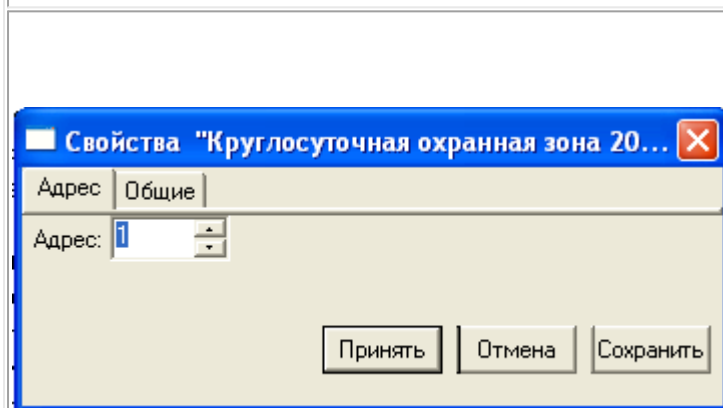 Свойства "Круглосуточная охранная зона 20...
Адрес Общие
Адрес: 1
Принять Отмена Сохранить